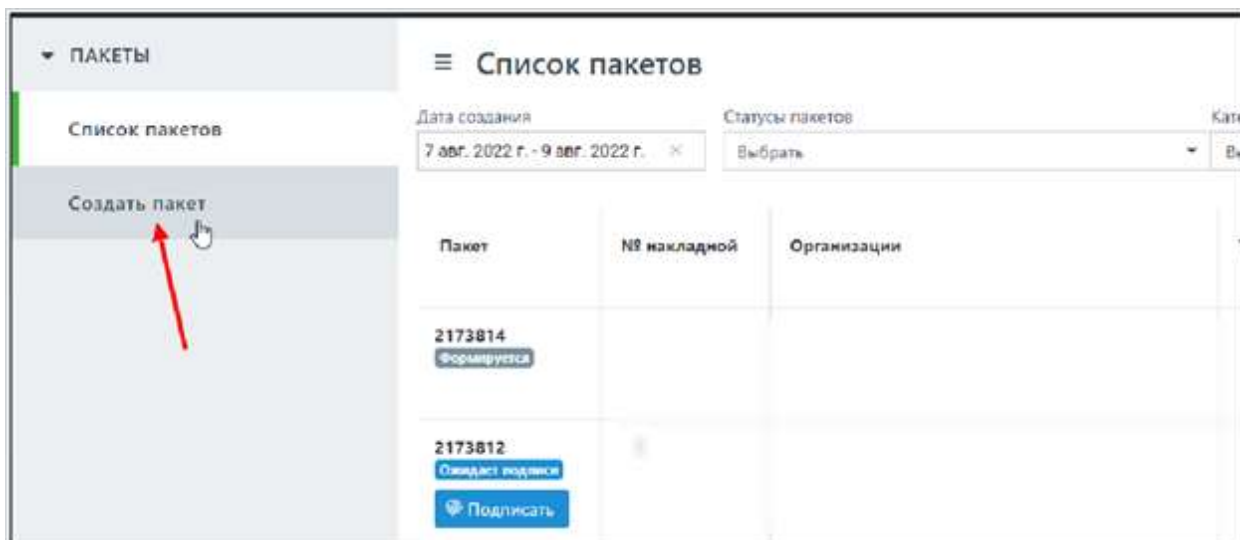 ПАКЕТЫ
Список пакетов
Создать пакет
Список пакетов
Дата создания
Статусы пакетов
7 авг. 2022 г. - 9 авг. 2022 г.
Выбрать
Пакет
№ накладной
Организации
2173814
Формируется
2173812
Ожидает подписи
Подписать